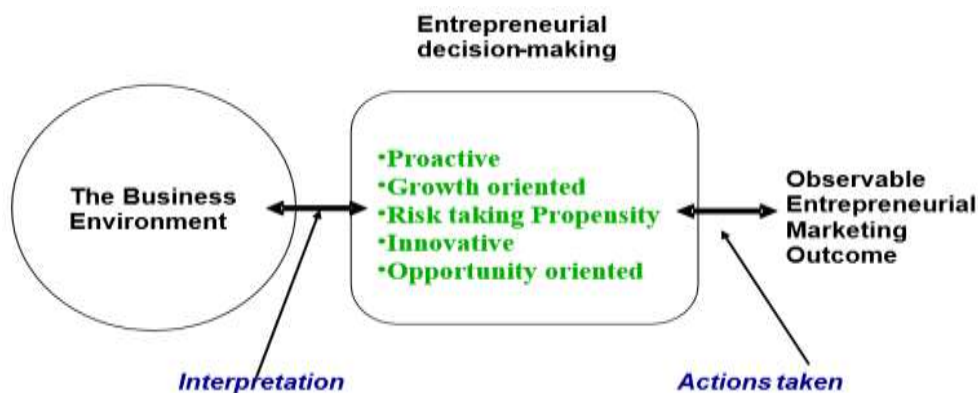 Entrepreneurial
decision-making
The Business
Environment
•Proactive
•Growth oriented
•Risk taking Propensity
•Innovative
•Opportunity oriented
Observable
Entrepreneurial
Marketing
Outcome
Interpretation
Actions taken